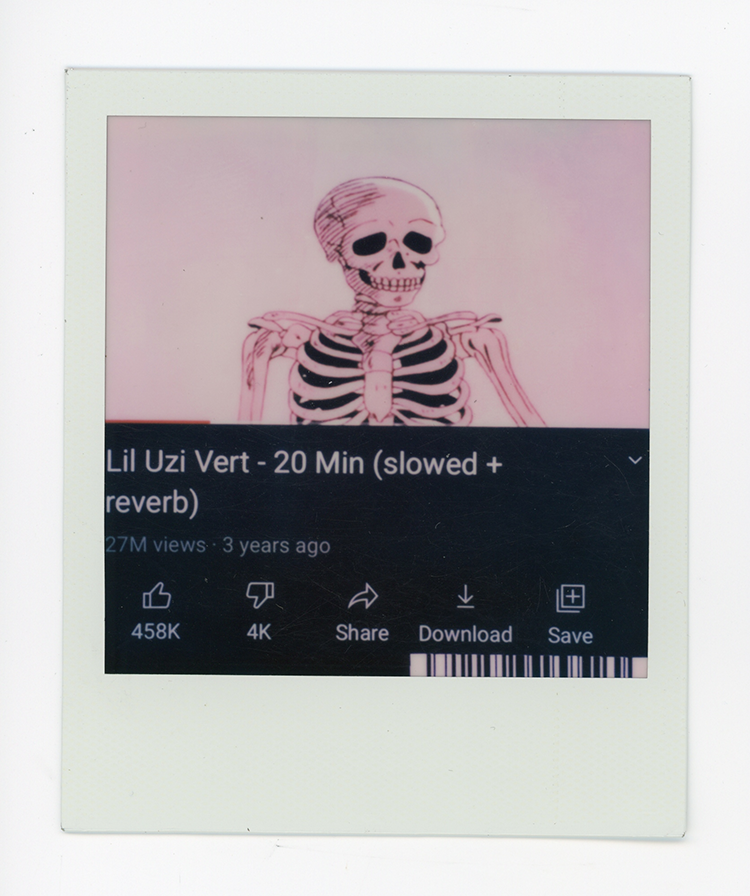 Lil Uzi Vert - 20 Min (slowed +
reverb)
27M views · 3 years ago
458K 4K Share Download Save